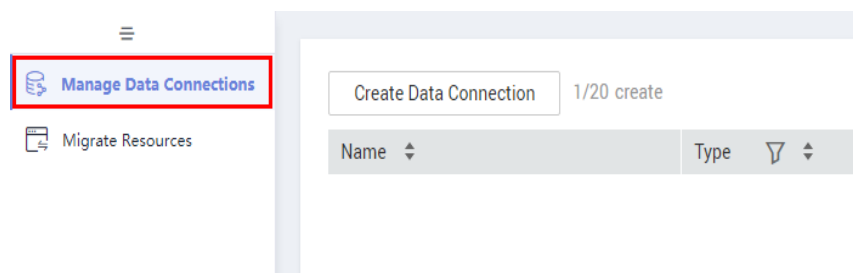 Manage Data Connections
Migrate Resources
Create Data Connection 1/20 create
Name Type